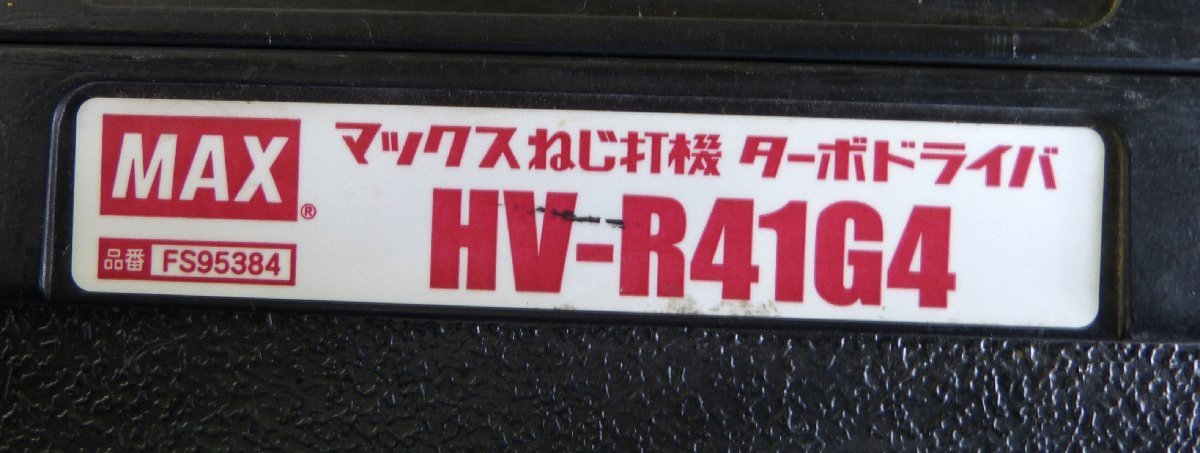 MAX®
マックスねじ打機 ターボドライバ
HV-R41G4
品番 FS95384